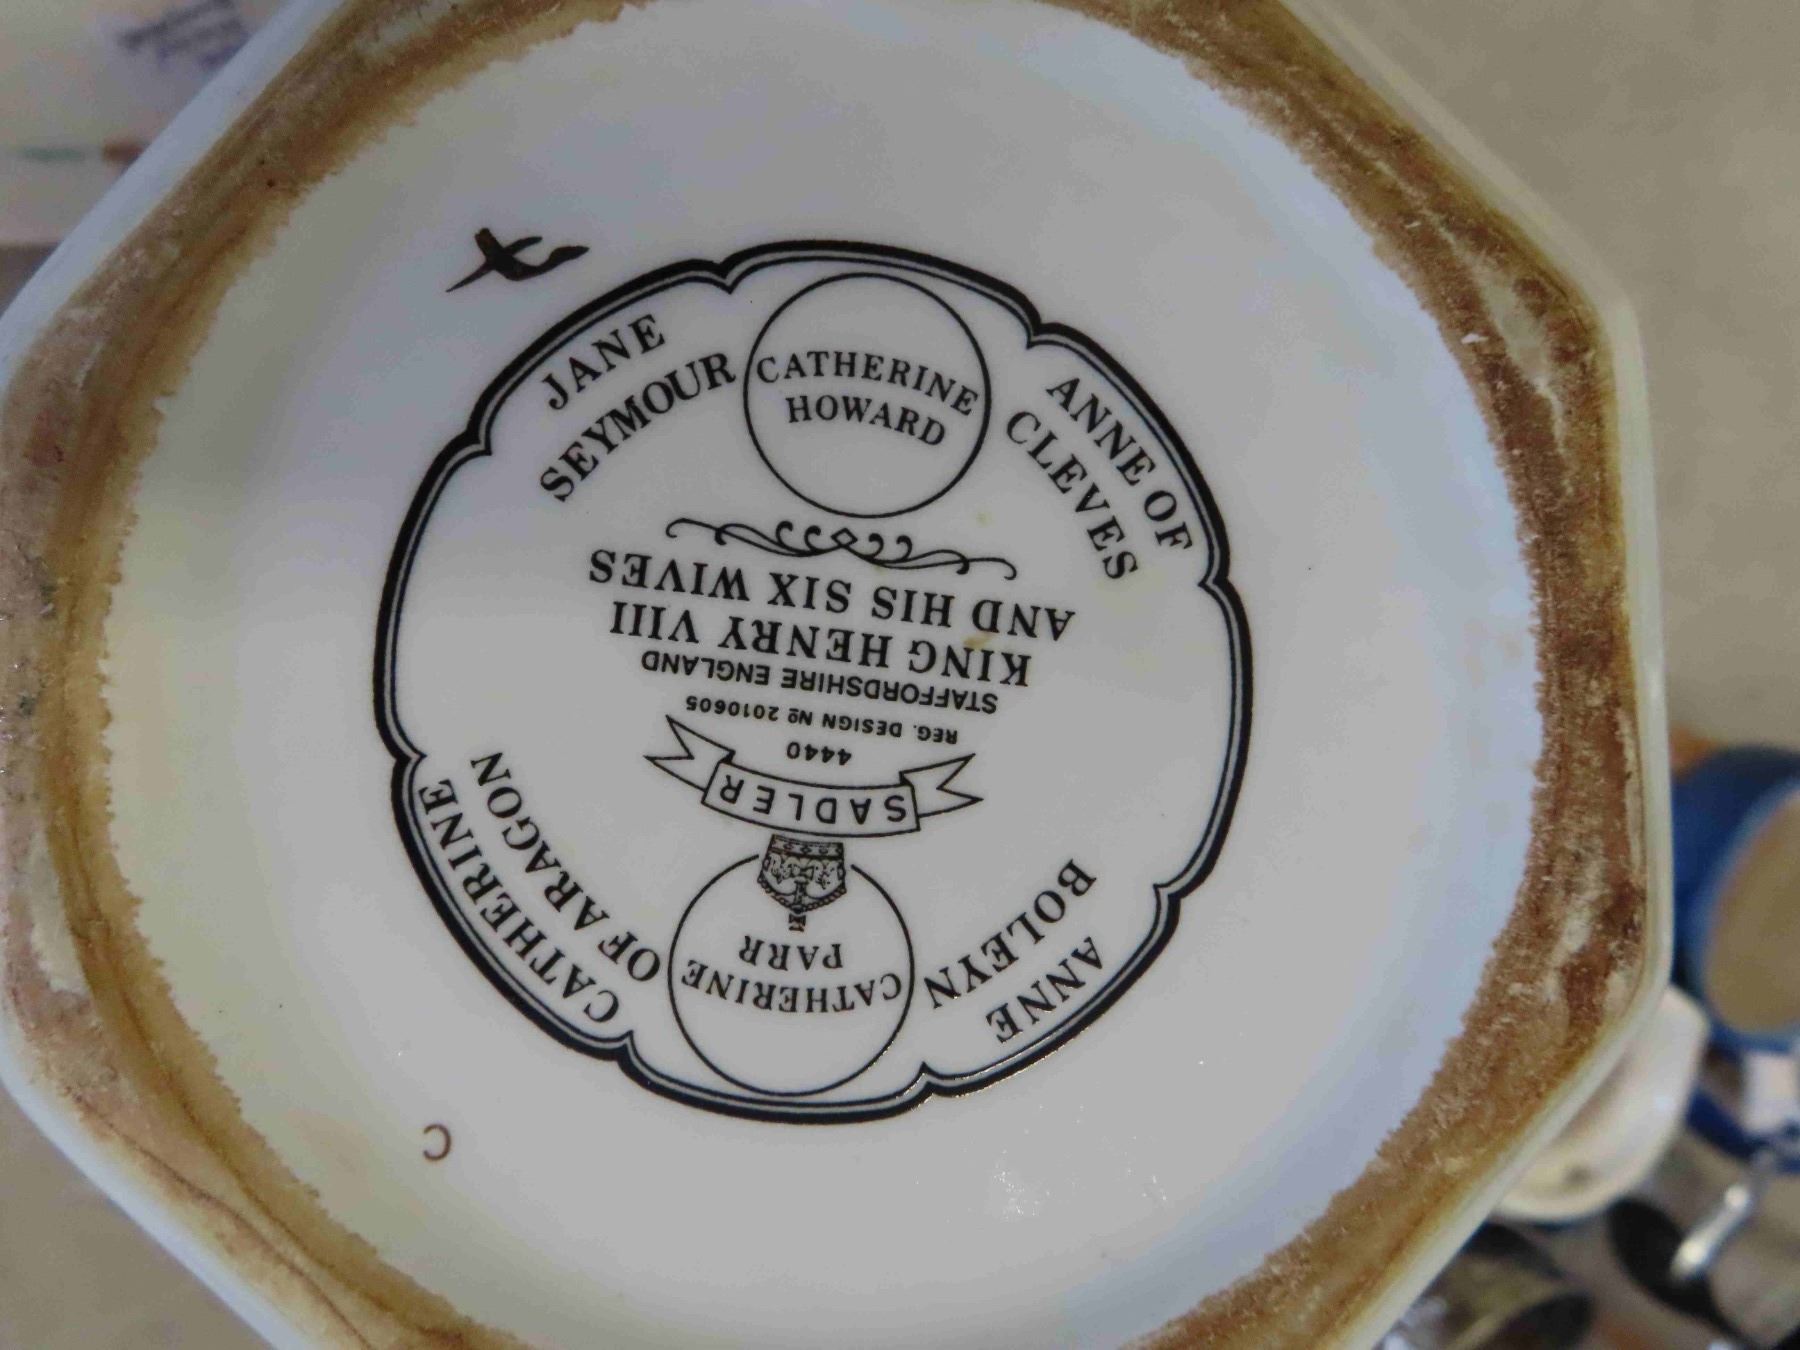 CATHERINE
PARR
SADLER
4440
REG. DESIGN No 2010605
STAFFORDSHIRE ENGLAND
KING HENRY VIII
AND HIS SIX WIVES
ANNE
BOLEYN
CATHERINE
OF ARAGON
JANE
SEYMOUR
CATHERINE
HOWARD
ANNE OF
CLEVES
C